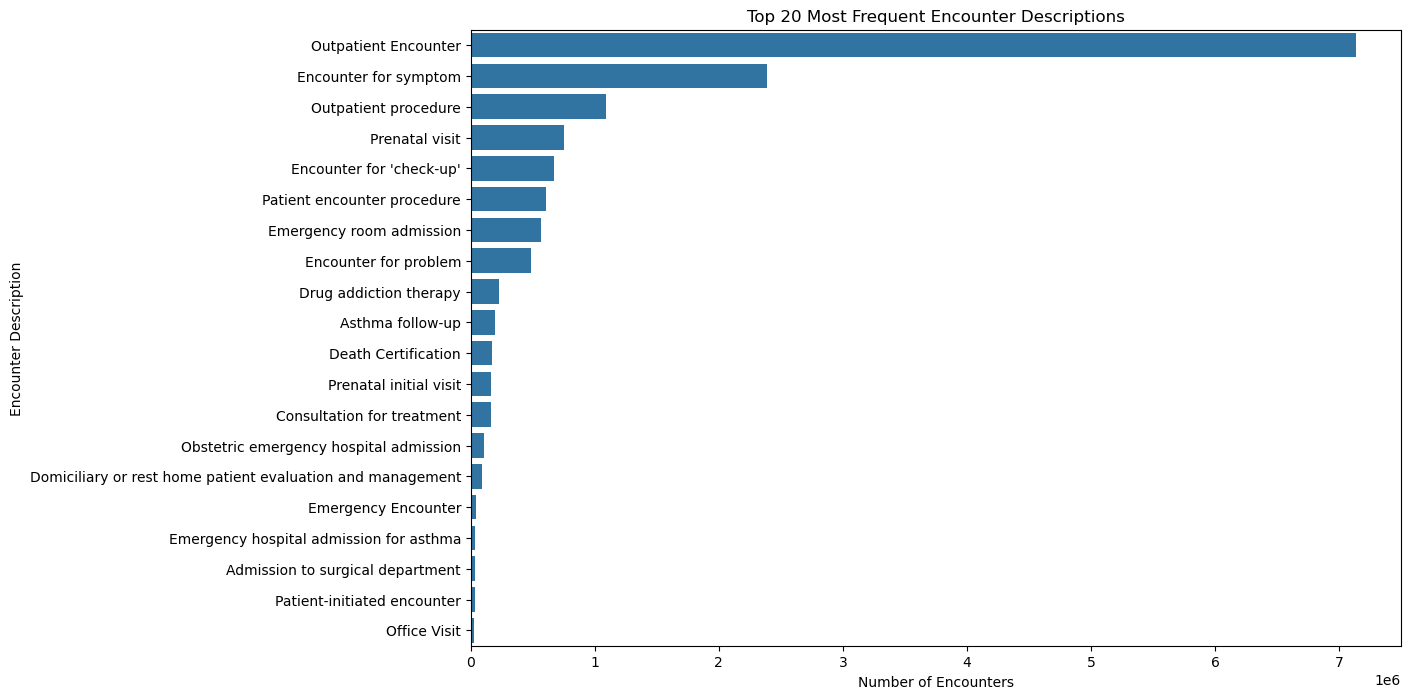 Top 20 Most Frequent Encounter Descriptions
Encounter Description
Outpatient Encounter
Encounter for symptom
Outpatient procedure
Prenatal visit
Encounter for 'check-up'
Patient encounter procedure
Emergency room admission
Encounter for problem
Drug addiction therapy
Asthma follow-up
Death Certification
Prenatal initial visit
Consultation for treatment
Obstetric emergency hospital admission
Domiciliary or rest home patient evaluation and management
Emergency Encounter
Emergency hospital admission for asthma
Admission to surgical department
Patient-initiated encounter
Office Visit
0 1 2 3 4 5 6 7
1e6
Number of Encounters